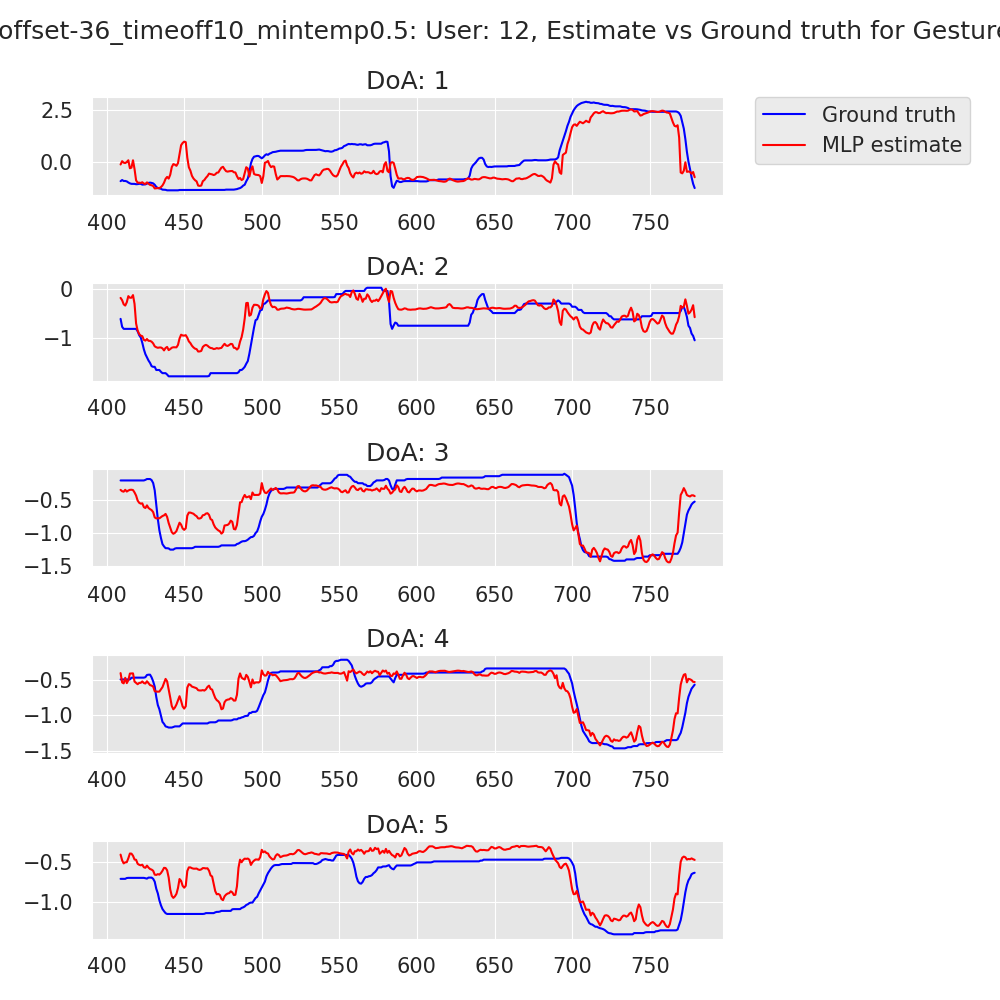 offset-36_timeoff10_mintemp0.5: User: 12, Estimate vs Ground truth for Gesture
DoA: 1
2.5
0.0
400 450 500 550 600 650 700 750
Ground truth
MLP estimate
DoA: 2
0
−1
400 450 500 550 600 650 700 750
DoA: 3
−0.5
−1.0
−1.5
400 450 500 550 600 650 700 750
DoA: 4
−0.5
−1.0
−1.5
400 450 500 550 600 650 700 750
DoA: 5
−0.5
−1.0
400 450 500 550 600 650 700 750